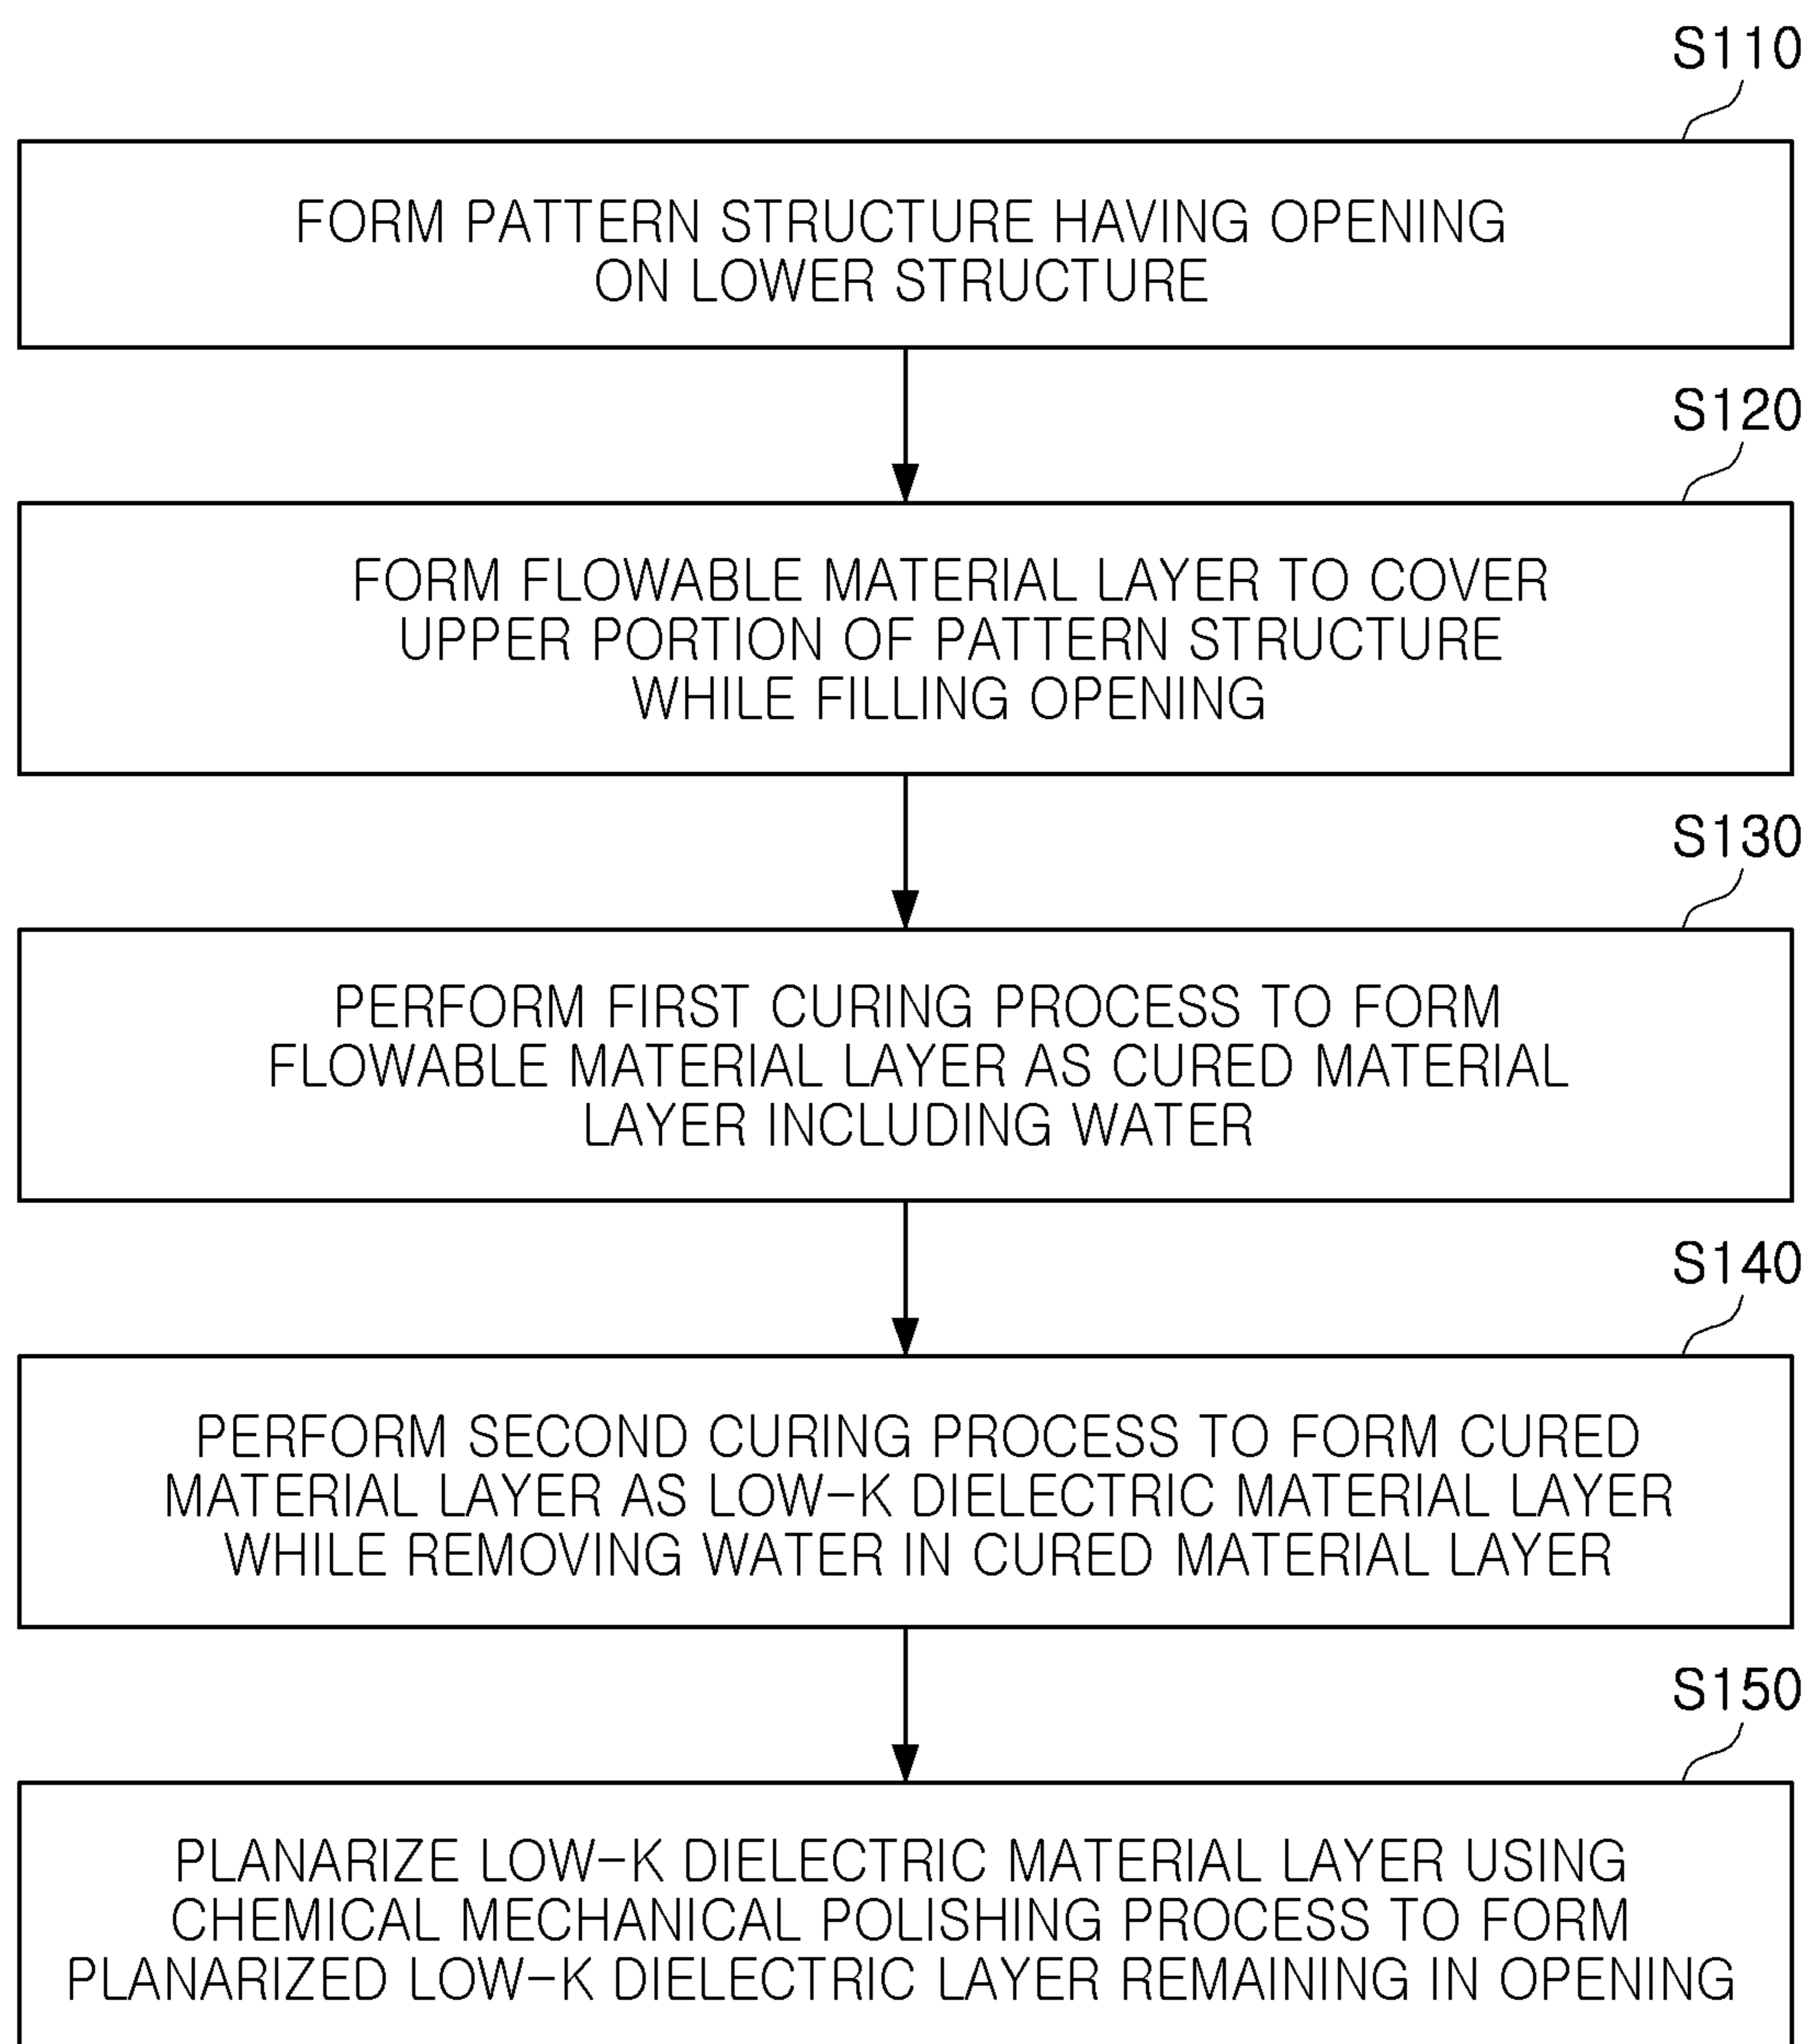 S110
FORM PATTERN STRUCTURE HAVING OPENING
ON LOWER STRUCTURE
S120
FORM FLOWABLE MATERIAL LAYER TO COVER
UPPER PORTION OF PATTERN STRUCTURE
WHILE FILLING OPENING
S130
PERFORM FIRST CURING PROCESS TO FORM
FLOWABLE MATERIAL LAYER AS CURED MATERIAL
LAYER INCLUDING WATER
S140
PERFORM SECOND CURING PROCESS TO FORM CURED
MATERIAL LAYER AS LOW-K DIELECTRIC MATERIAL LAYER
WHILE REMOVING WATER IN CURED MATERIAL LAYER
S150
PLANARIZE LOW-K DIELECTRIC MATERIAL LAYER USING
CHEMICAL MECHANICAL POLISHING PROCESS TO FORM
PLANARIZED LOW-K DIELECTRIC LAYER REMAINING IN OPENING